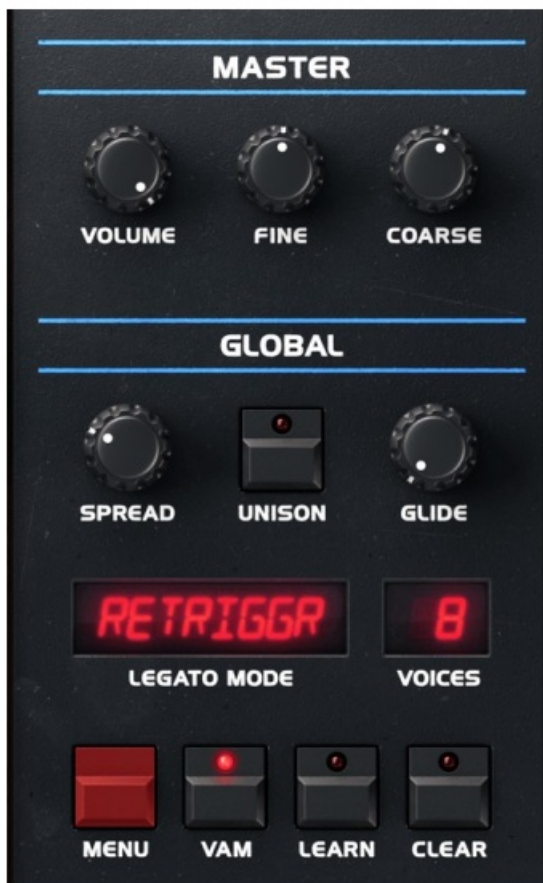 MASTER
VOLUME FINE COARSE
GLOBAL
SPREAD UNISON GLIDE
RETRIGGR 8
LEGATO MODE VOICES
MENU VAM LEARN CLEAR